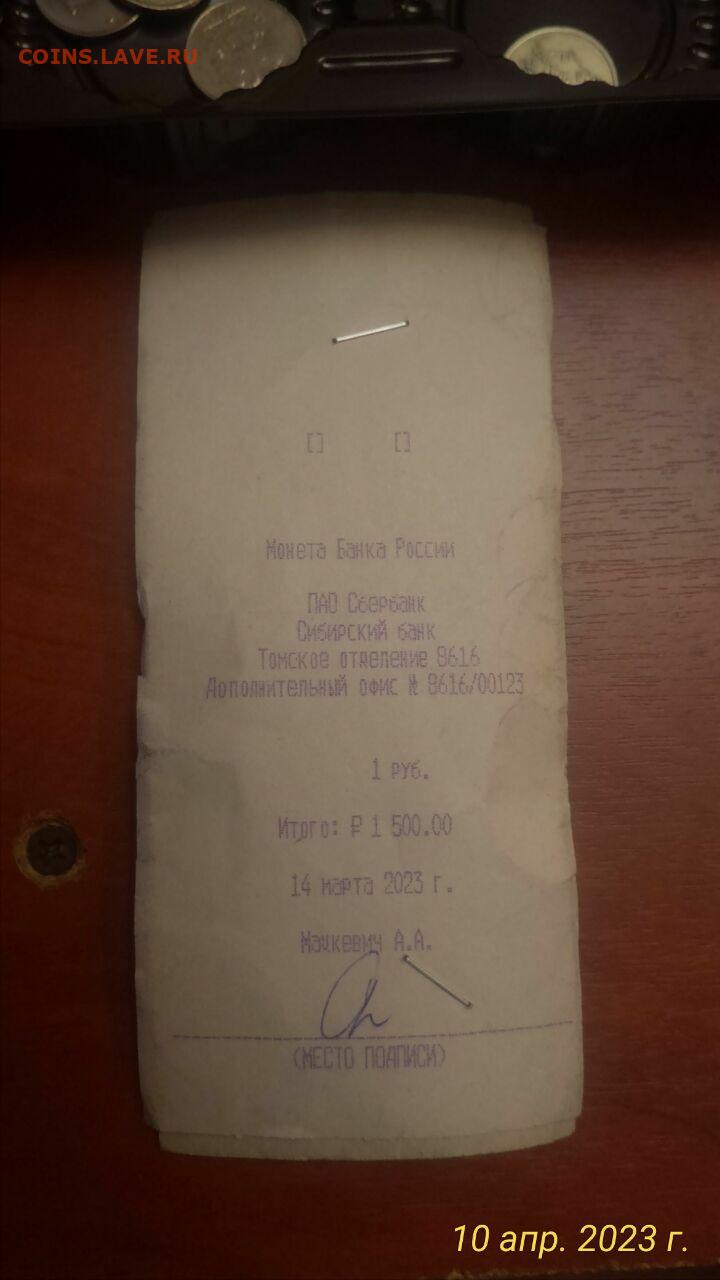 COINS.LAVE.RU
[] []
Монета Банка России
ПАО Сбербанк
Сибирский банк
Томское отделение 8616
Дополнительный офис № 8616/00123
1 руб.
Итого: ₽ 1 500.00
14 марта 2023 г.
Мацкевич А.А.
(МЕСТО ПОДПИСИ)
10 апр. 2023 г.